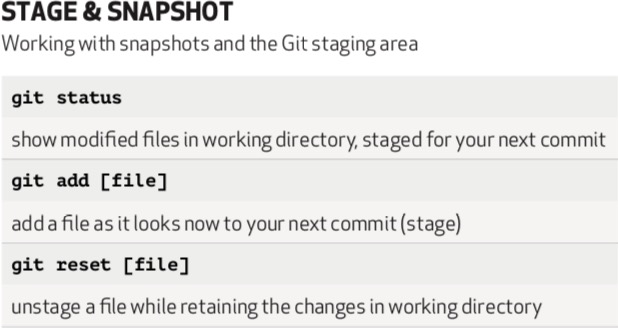 STAGE & SNAPSHOT
Working with snapshots and the Git staging area
git status
show modified files in working directory, staged for your next commit
git add [file]
add a file as it looks now to your next commit (stage)
git reset [file]
unstage a file while retaining the changes in working directory